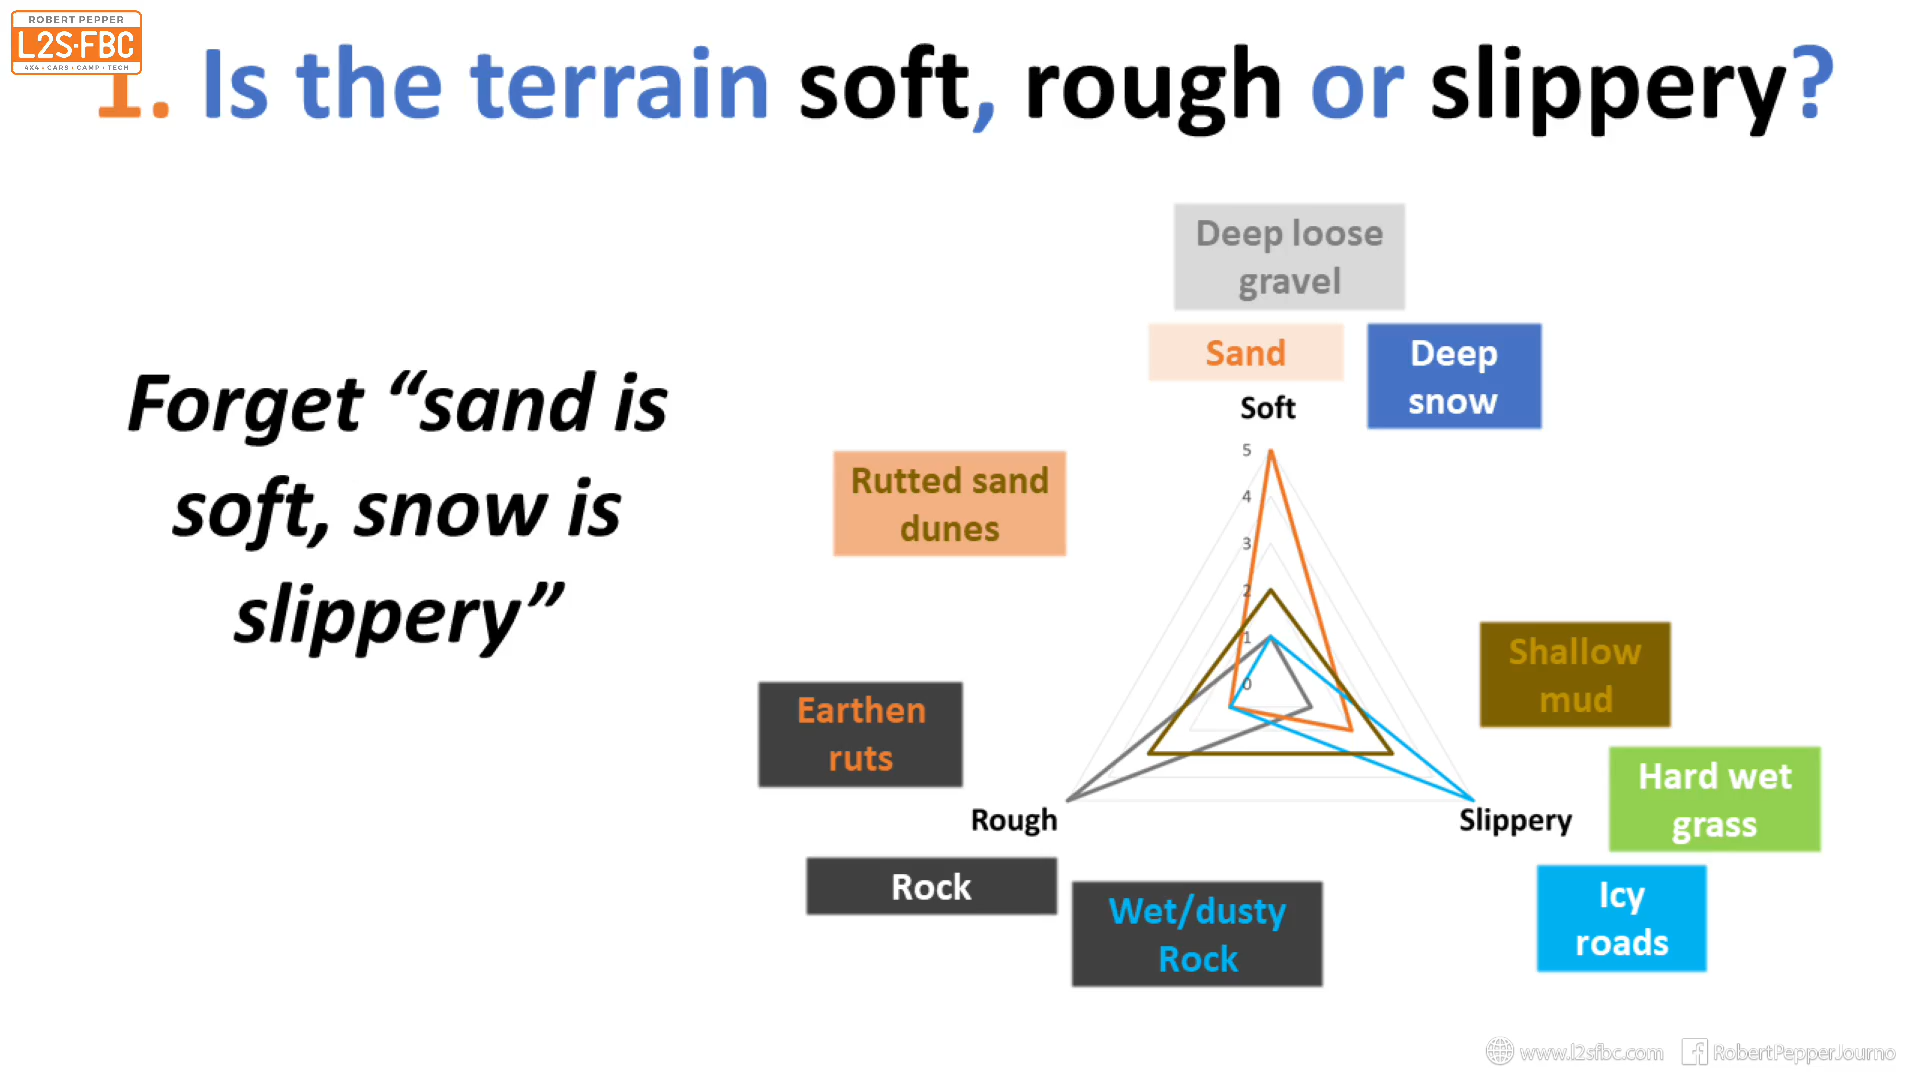 ROBERT PEPPER
L2S·FBC
4X4 • CARS • CAMP • TECH
1. Is the terrain soft, rough or slippery?
Deep loose
gravel
Sand
Deep
snow
Soft
Forget “sand is
soft, snow is
slippery”
Rutted sand
dunes
5
4
3
2
1
0
Shallow
mud
Earthen
ruts
Hard wet
grass
Rough
Slippery
Rock
Wet/dusty
Rock
Icy
roads
www.l2sfbc.com
RobertPepperJourno